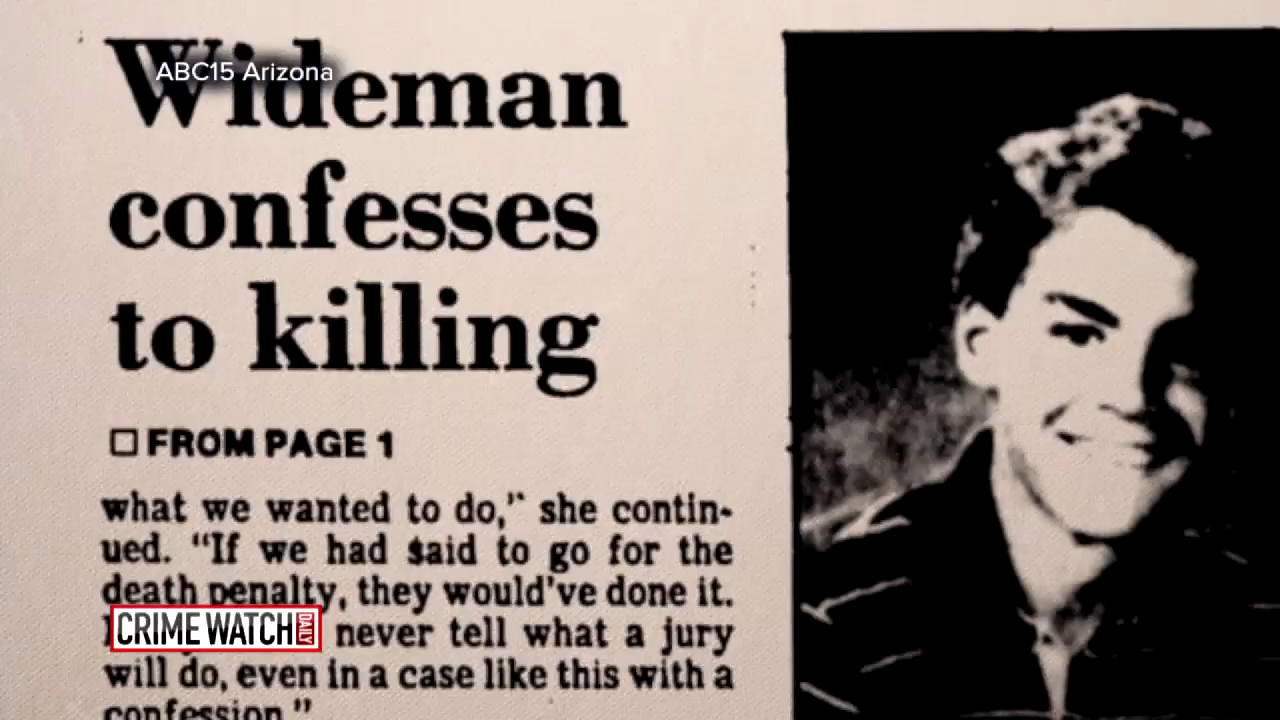 ABC15 Arizona
Wideman
confesses
to killing
☐ FROM PAGE 1
what we wanted to do," she contin-
ued. "If we had said to go for the
death penalty, they would've done it.
never tell what a jury
will do, even in a case like this with a
confession."
CRIME WATCH DAILY